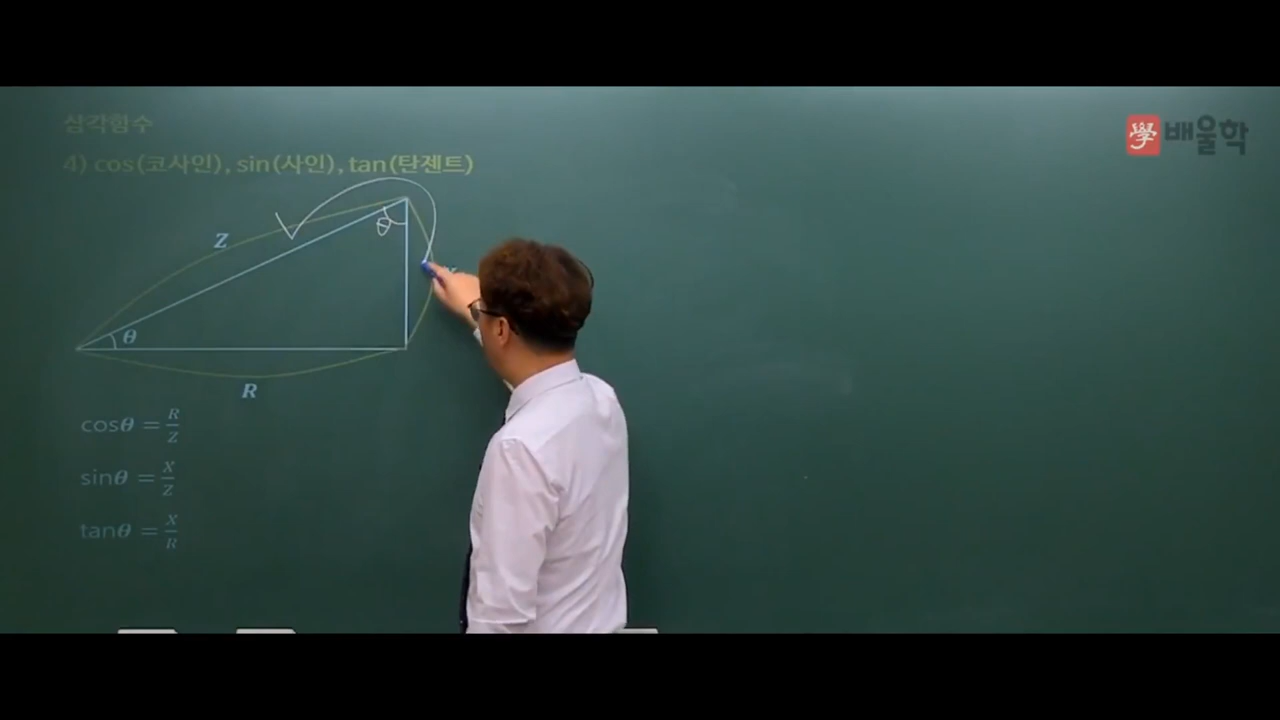 삼각함수
學 배울학
4) cos(코사인), sin(사인), tan(탄젠트)
Z
θ
θ
R
cosθ = R/Z
sinθ = X/Z
tanθ = X/R